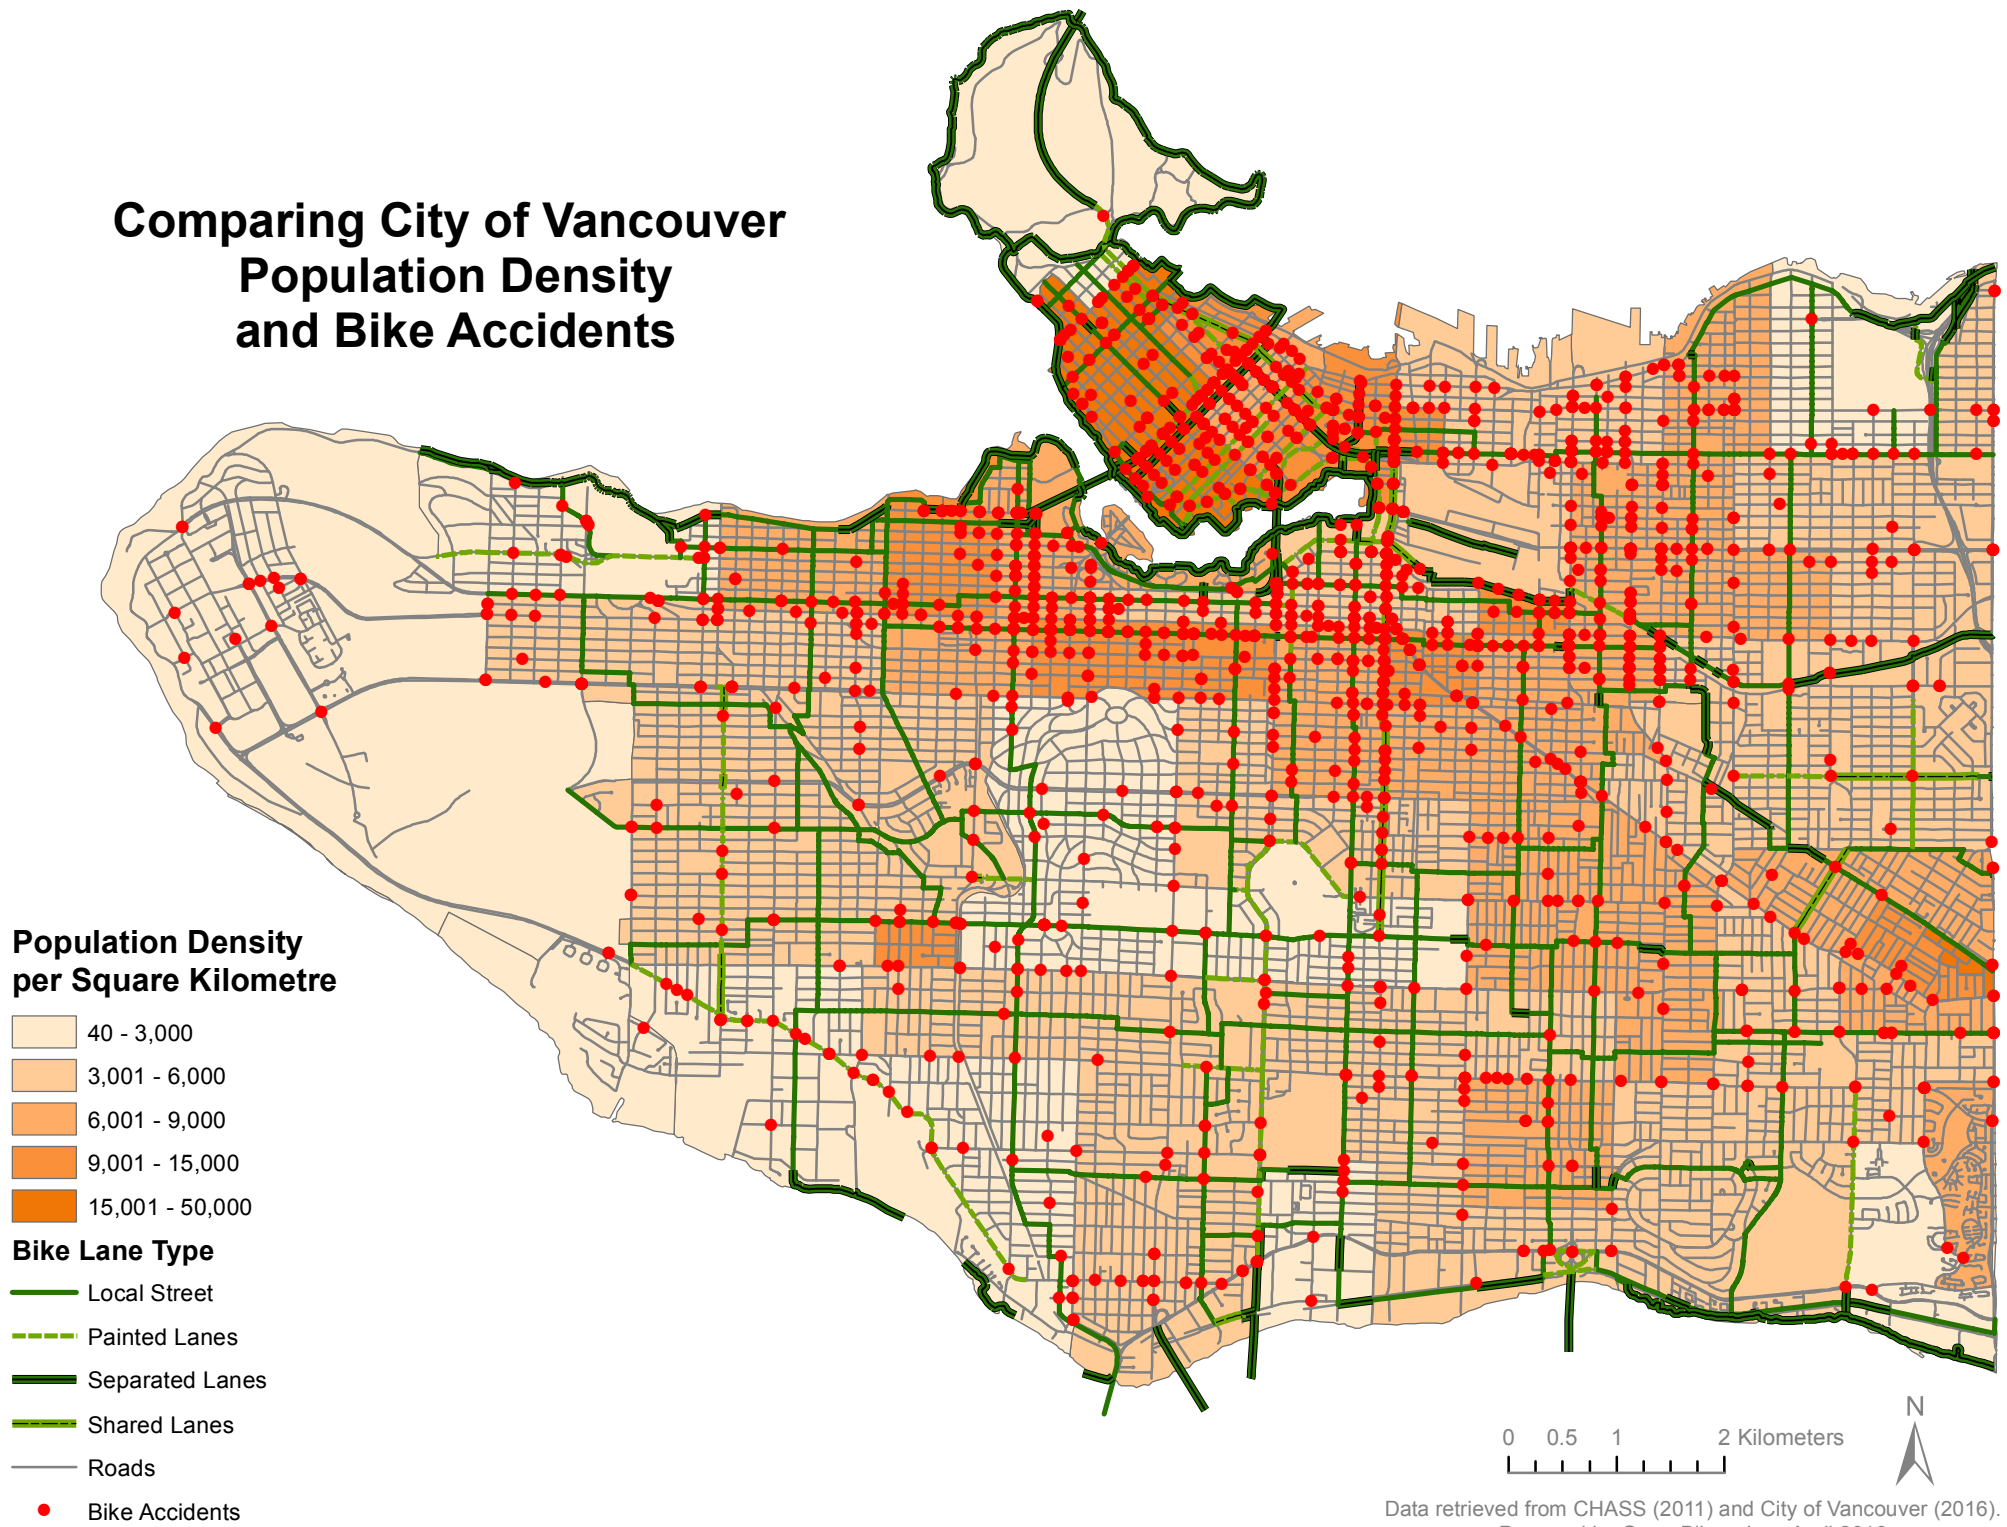 Comparing City of Vancouver
Population Density
and Bike Accidents
Population Density
per Square Kilometre
40 - 3,000
3,001 - 6,000
6,001 - 9,000
9,001 - 15,000
15,001 - 50,000
Bike Lane Type
Local Street
Painted Lanes
Separated Lanes
Shared Lanes
Roads
Bike Accidents
N
0 0.5 1 2 Kilometers
Data retrieved from CHASS (2011) and City of Vancouver (2016).